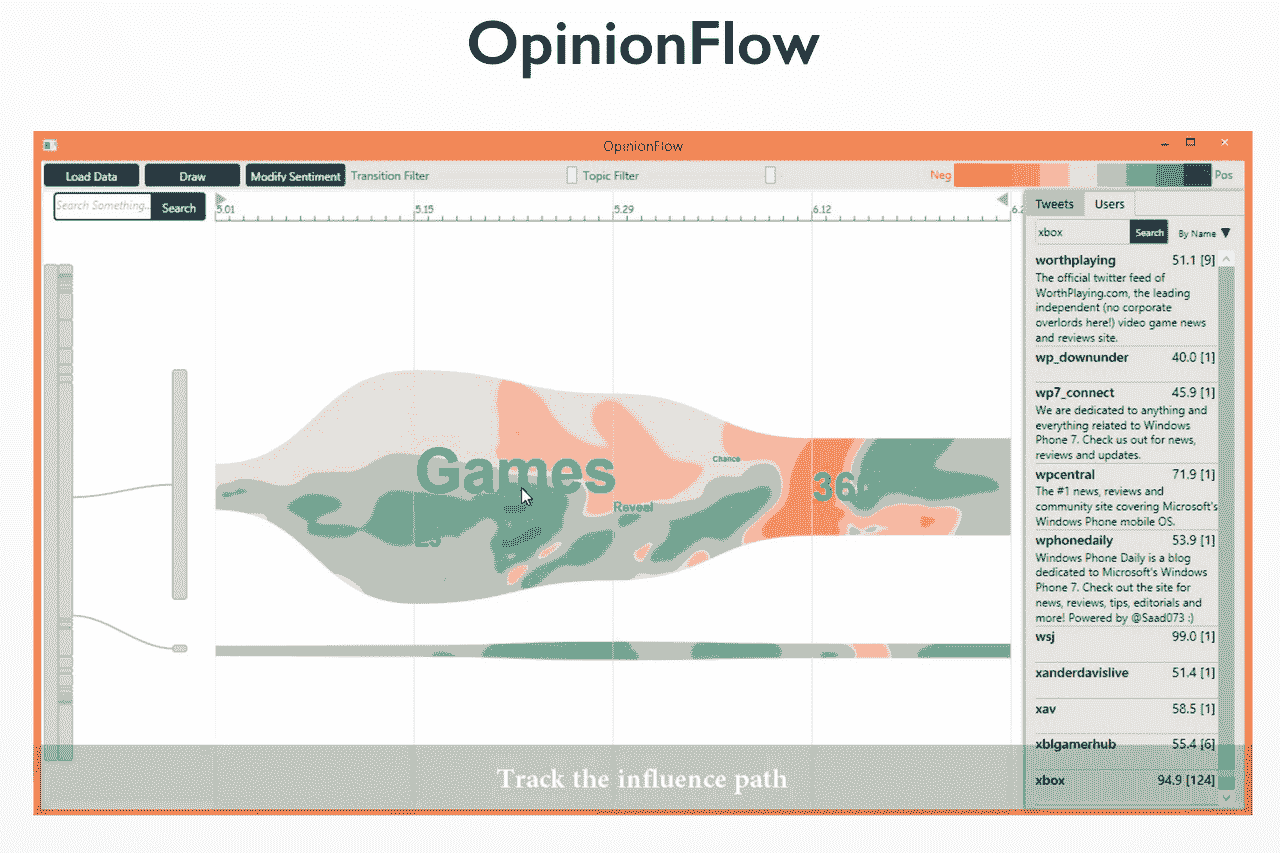 OpinionFlow
OpinionFlow
Load Data
Draw
Modify Sentiment
Transition Filter
Topic Filter
Neg
Pos
Search Something...
Search
5.01
5.15
5.29
6.12
Games
Reveal
Chance
Tweets
Users
xbox
Search
By Name
worthplaying 51.1 [9]
The official twitter feed of
WorthPlaying.com, the leading
independent (no corporate
overlords here!) video game news
and reviews site.
wp_downunder 40.0 [1]
wp7_connect 45.9 [1]
We are dedicated to anything and
everything related to Windows
Phone 7. Check us out for news,
reviews and updates.
wpcentral 71.9 [1]
The #1 news, reviews and
community site covering Microsoft's
Windows Phone mobile OS.
wphonedaily 53.9 [1]
Windows Phone Daily is a blog
dedicated to Microsoft's Windows
Phone 7. Check out the site for
news, reviews, tips, editorials and
more! Powered by @Saad073 :)
wsj 99.0 [1]
xanderdavislive 51.4 [1]
xav 58.5 [1]
xblgamerhub 55.4 [6]
xbox 94.9 [124]
Track the influence path